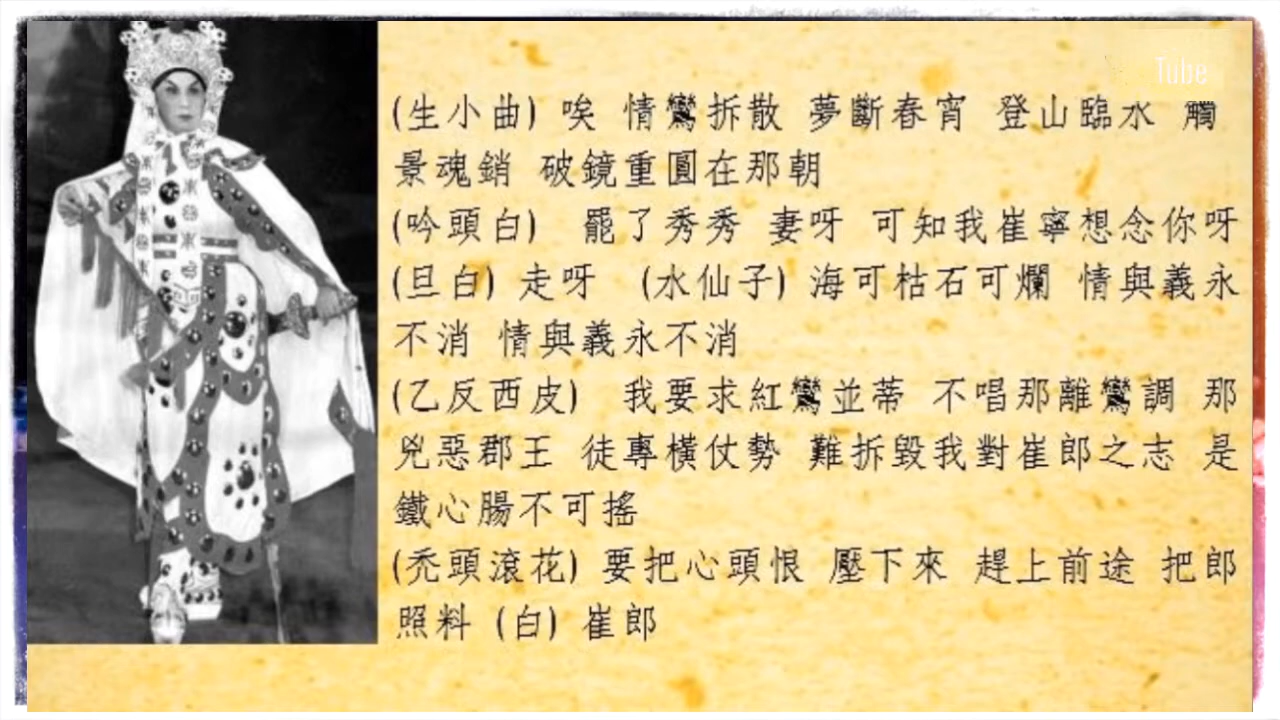 Tube
(生小曲) 唉 情鸞拆散 夢斷春宵 登山臨水 觸
景魂銷 破鏡重圓在那朝
(吟頭白) 罷了秀秀 妻呀 可知我崔寧想念你呀
(旦白) 走呀 (水仙子) 海可枯石可爛 情與義永
不消 情與義永不消
(乙反西皮) 我要求紅鸞並蒂 不唱那離鸞調 那
兇惡郡王 徒專橫仗勢 難拆毀我對崔郎之志 是
鐵心腸不可搖
(禿頭滾花) 要把心頭恨 壓下來 趕上前途 把郎
照料 (白) 崔郎